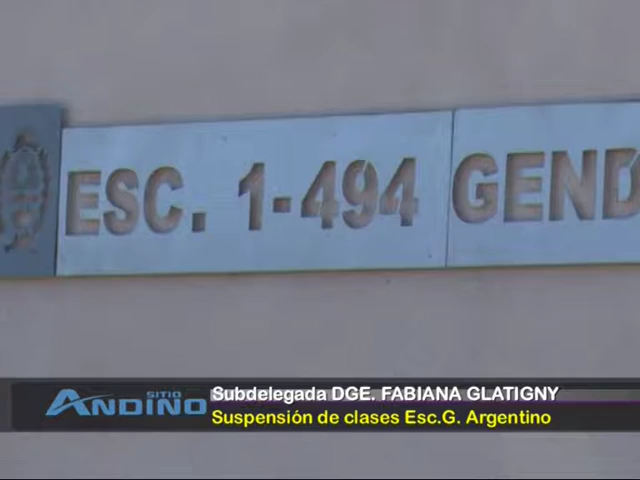 ESC. 1-494 GEND
SITIO
ANDINO
Subdelegada DGE. FABIANA GLATIGNY
Suspensión de clases Esc.G. Argentino